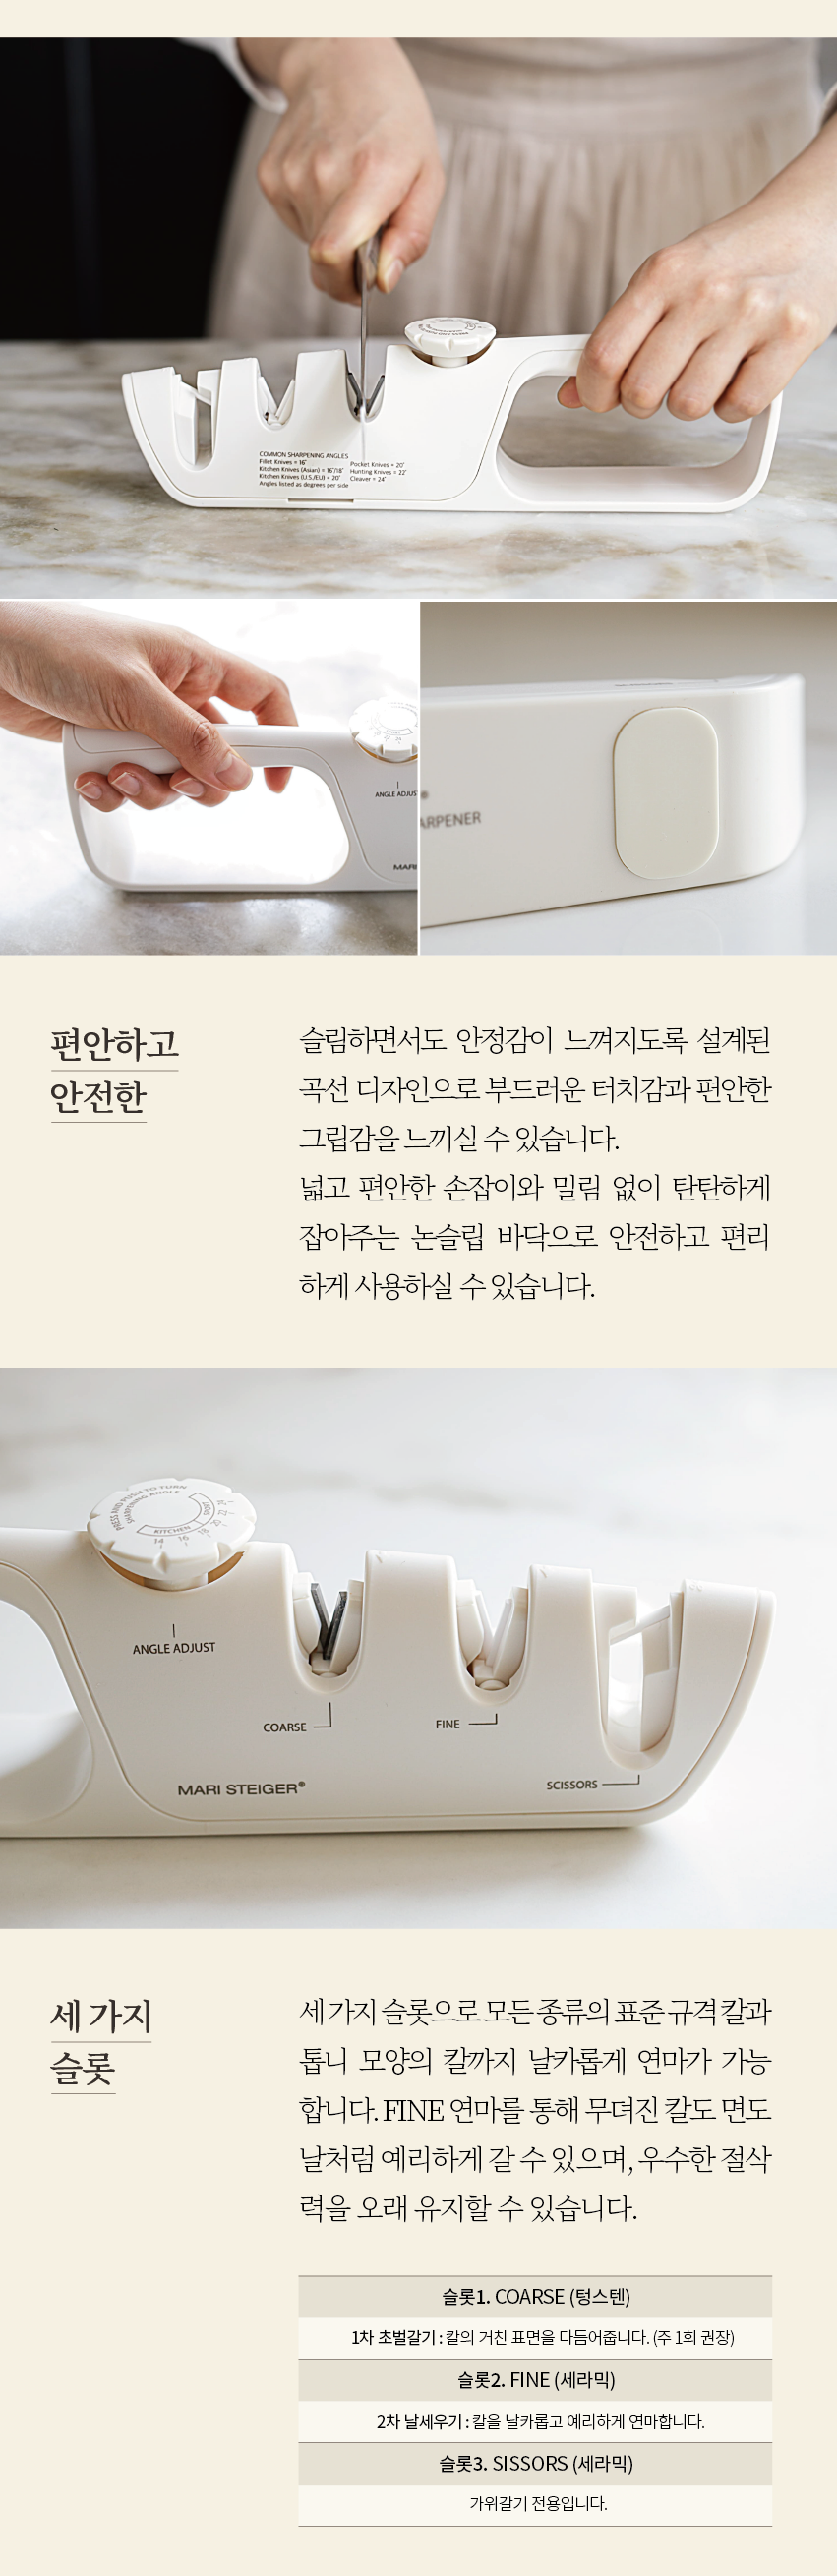 COMMON SHARPENING ANGLES
Fillet Knives = 16°
Kitchen Knives (Asian) = 16°/18°
Kitchen Knives (U.S./EU) = 20°
Angles listed as degrees per side
Pocket Knives = 20°
Hunting Knives = 22°
Cleaver = 24°
ANGLE ADJUST
MARI
ARPENER
편안하고
안전한
슬림하면서도 안정감이 느껴지도록 설계된
곡선 디자인으로 부드러운 터치감과 편안한
그립감을 느끼실 수 있습니다.
넓고 편안한 손잡이와 밀림 없이 탄탄하게
잡아주는 논슬립 바닥으로 안전하고 편리
하게 사용하실 수 있습니다.
PRESS AND PUSH TO TURN
SHARPENING ANGLE
KITCHEN
14 16 18 20 22 24
ANGLE ADJUST
COARSE
FINE
SCISSORS
MARI STEIGER®
세 가지
슬롯
세 가지 슬롯으로 모든 종류의 표준 규격 칼과
톱니 모양의 칼까지 날카롭게 연마가 가능
합니다. FINE 연마를 통해 무뎌진 칼도 면도
날처럼 예리하게 갈 수 있으며, 우수한 절삭
력을 오래 유지할 수 있습니다.
슬롯1. COARSE (텅스텐)
1차 초벌갈기 : 칼의 거친 표면을 다듬어줍니다. (주 1회 권장)
슬롯2. FINE (세라믹)
2차 날세우기 : 칼을 날카롭고 예리하게 연마합니다.
슬롯3. SISSORS (세라믹)
가위갈기 전용입니다.